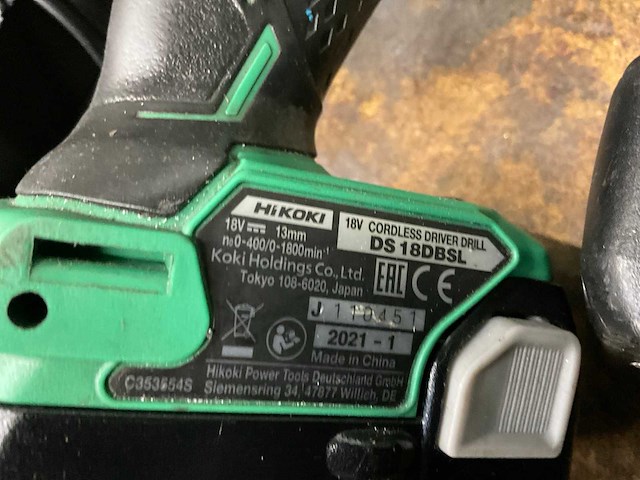 HiKOKI
18V CORDLESS DRIVER DRILL
DS 18DBSL
18V ⎓ 13mm
n₀0-400/0-1800min⁻¹
Koki Holdings Co., Ltd.
Tokyo 108-6020, Japan
EAC CE
J 110451
2021 - 1
Made in China
Hikoki Power Tools Deutschland GmbH
C353554S Siemensring 34, 47877 Willich, DE